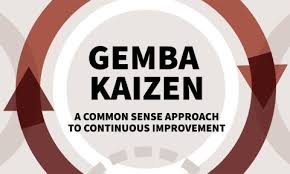 GEMBA
KAIZEN
A COMMON SENSE APPROACH
TO CONTINUOUS IMPROVEMENT